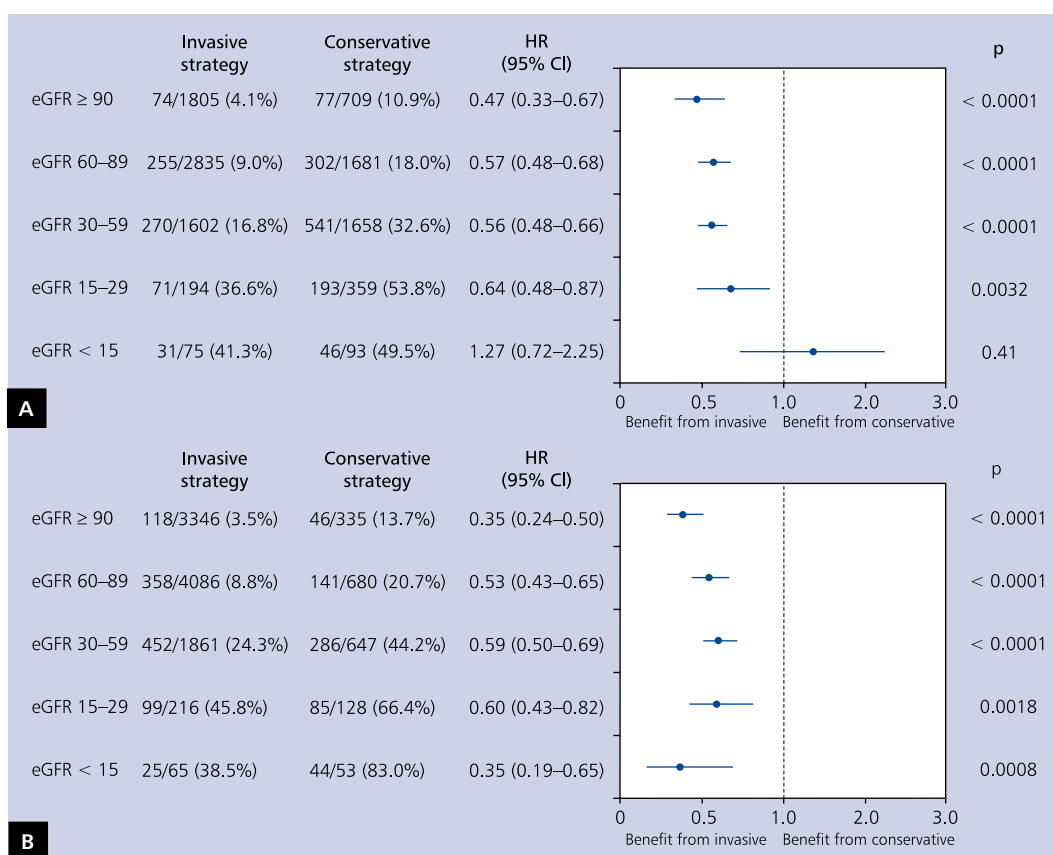 Invasive strategy Conservative strategy HR (95% CI) p
eGFR ≥ 90 74/1805 (4.1%) 77/709 (10.9%) 0.47 (0.33–0.67) < 0.0001
eGFR 60–89 255/2835 (9.0%) 302/1681 (18.0%) 0.57 (0.48–0.68) < 0.0001
eGFR 30–59 270/1602 (16.8%) 541/1658 (32.6%) 0.56 (0.48–0.66) < 0.0001
eGFR 15–29 71/194 (36.6%) 193/359 (53.8%) 0.64 (0.48–0.87) 0.0032
eGFR < 15 31/75 (41.3%) 46/93 (49.5%) 1.27 (0.72–2.25) 0.41
A
0 0.5 1.0 2.0 3.0
Benefit from invasive Benefit from conservative
Invasive strategy Conservative strategy HR (95% CI) p
eGFR ≥ 90 118/3346 (3.5%) 46/335 (13.7%) 0.35 (0.24–0.50) < 0.0001
eGFR 60–89 358/4086 (8.8%) 141/680 (20.7%) 0.53 (0.43–0.65) < 0.0001
eGFR 30–59 452/1861 (24.3%) 286/647 (44.2%) 0.59 (0.50–0.69) < 0.0001
eGFR 15–29 99/216 (45.8%) 85/128 (66.4%) 0.60 (0.43–0.82) 0.0018
eGFR < 15 25/65 (38.5%) 44/53 (83.0%) 0.35 (0.19–0.65) 0.0008
0 0.5 1.0 2.0 3.0
Benefit from invasive Benefit from conservative
B